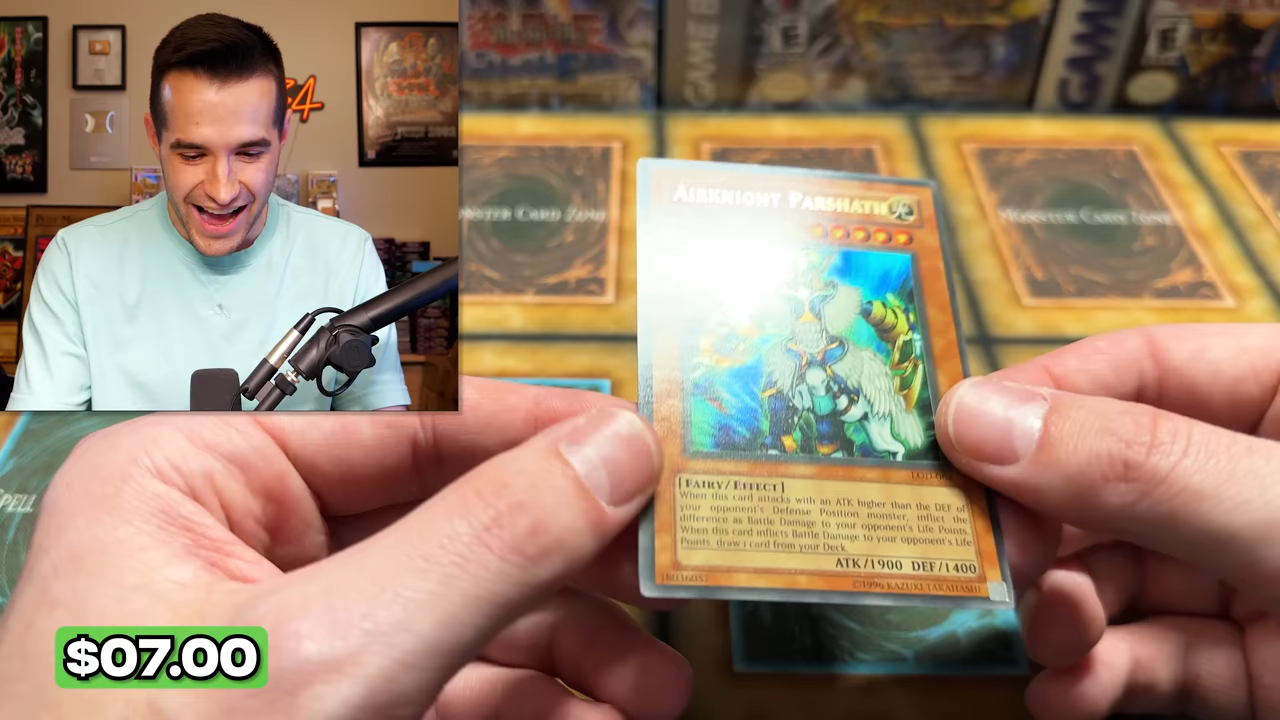 GAME B
E
GAM
E
MONSTER CARD ZONE
MONSTER CARD ZONE
AIRKNIGHT PARSHATH
[FAIRY/EFFECT]
When this card attacks with an ATK higher than the DEF of
your opponent's Defense Position monster, inflict the
difference as Battle Damage to your opponent's Life Points.
When this card inflicts Battle Damage to your opponent's Life
Points, draw 1 card from your Deck.
ATK/1900 DEF/1400
©1996 KAZUKI TAKAHASHI
SPELL
$07.00